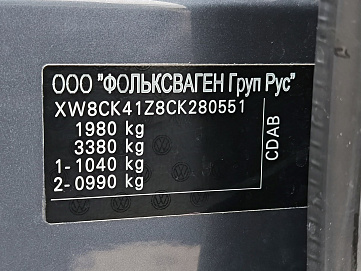 ООО "ФОЛЬКСВАГЕН Груп Рус"
XW8CK41Z8CK280551
1980 kg
3380 kg
1- 1040 kg
2- 0990 kg
CDAB